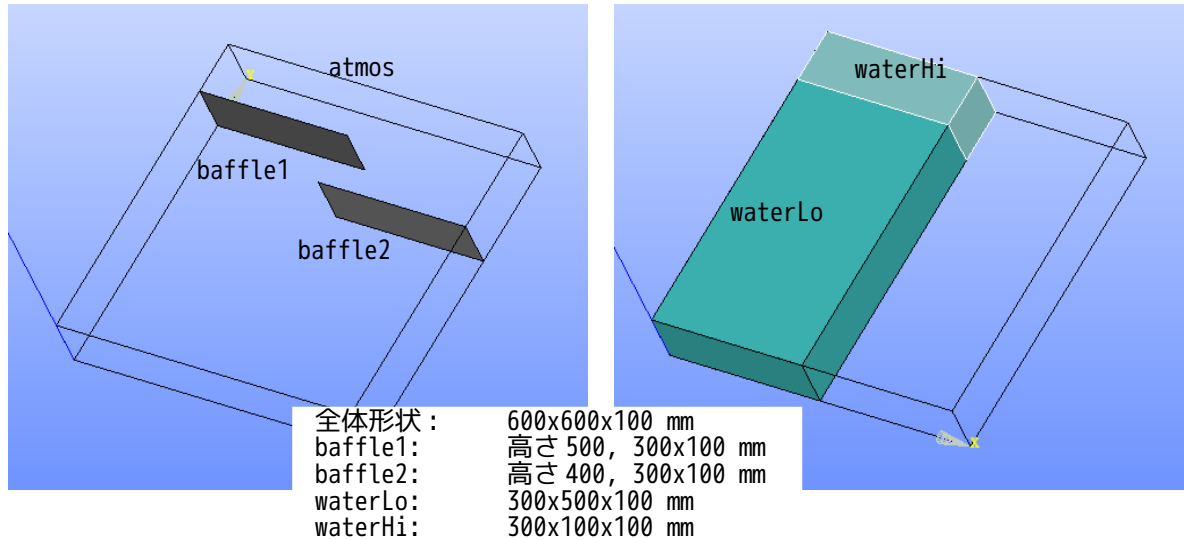 atmos
baffle1
baffle2
Y
waterHi
waterLo
X
全体形状: 600x600x100 mm
baffle1: 高さ500, 300x100 mm
baffle2: 高さ400, 300x100 mm
waterLo: 300x500x100 mm
waterHi: 300x100x100 mm